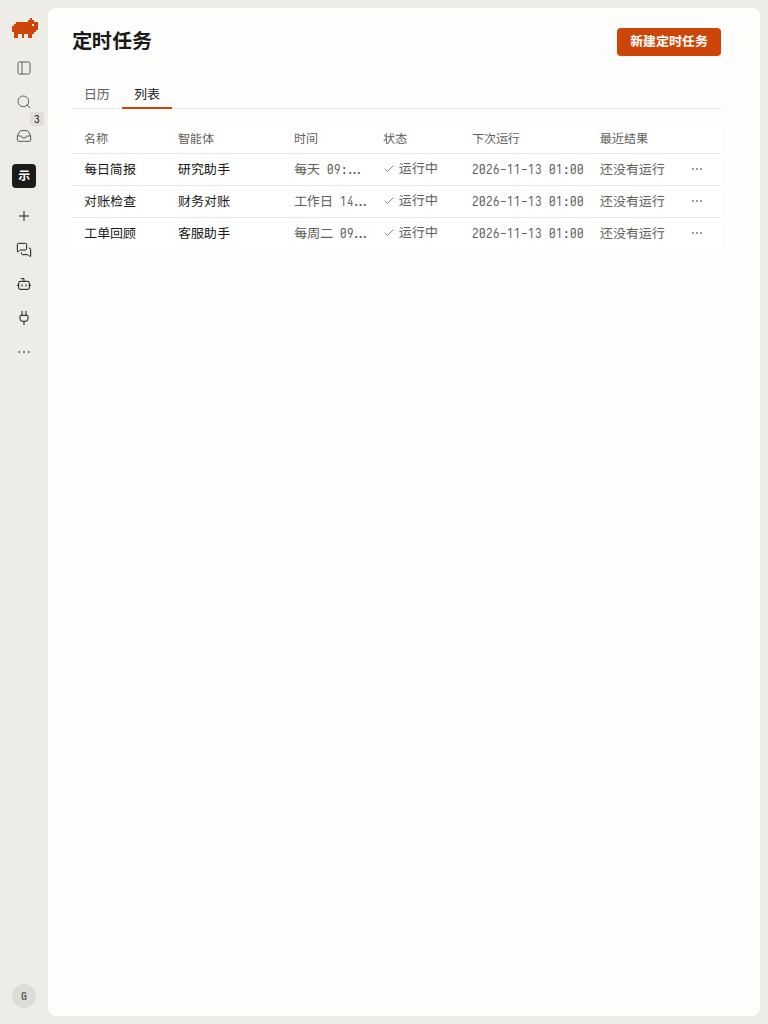 定时任务
新建定时任务
日历 列表
3
示
名称 智能体 时间 状态 下次运行 最近结果
每日简报 研究助手 每天 09:... 运行中 2026-11-13 01:00 还没有运行 ...
对账检查 财务对账 工作日 14... 运行中 2026-11-13 01:00 还没有运行 ...
工单回顾 客服助手 每周二 09... 运行中 2026-11-13 01:00 还没有运行 ...
G